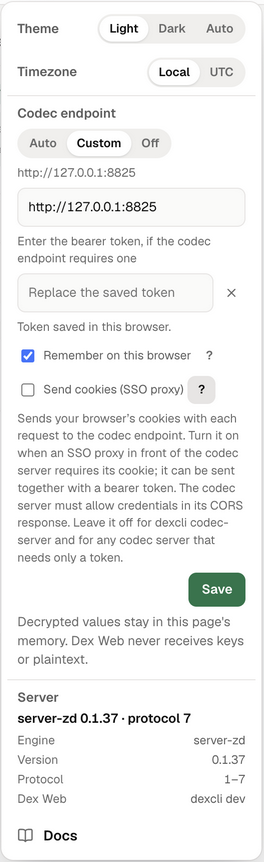 Theme Light Dark Auto
Timezone Local UTC
Codec endpoint
Auto Custom Off
http://127.0.0.1:8825
http://127.0.0.1:8825
Enter the bearer token, if the codec
endpoint requires one
Replace the saved token ×
Token saved in this browser.
Remember on this browser ?
Send cookies (SSO proxy) ?
Sends your browser's cookies with each
request to the codec endpoint. Turn it on
when an SSO proxy in front of the codec
server requires its cookie; it can be sent
together with a bearer token. The codec
server must allow credentials in its CORS
response. Leave it off for dexcli codec-
server and for any codec server that
needs only a token.
Save
Decrypted values stay in this page's
memory. Dex Web never receives keys
or plaintext.
Server
server-zd 0.1.37 · protocol 7
Engine server-zd
Version 0.1.37
Protocol 1–7
Dex Web dexcli dev
Docs